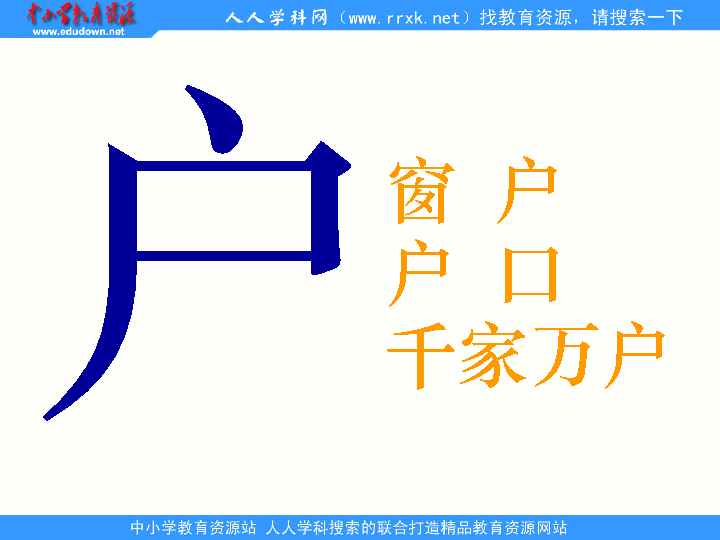 中小学教育资源
www.edudown.net
人人学科网（www.rrxk.net）找教育资源，请搜索一下
户
窗 户
户 口
千家万户
中小学教育资源站 人人学科搜索的联合打造精品教育资源网站